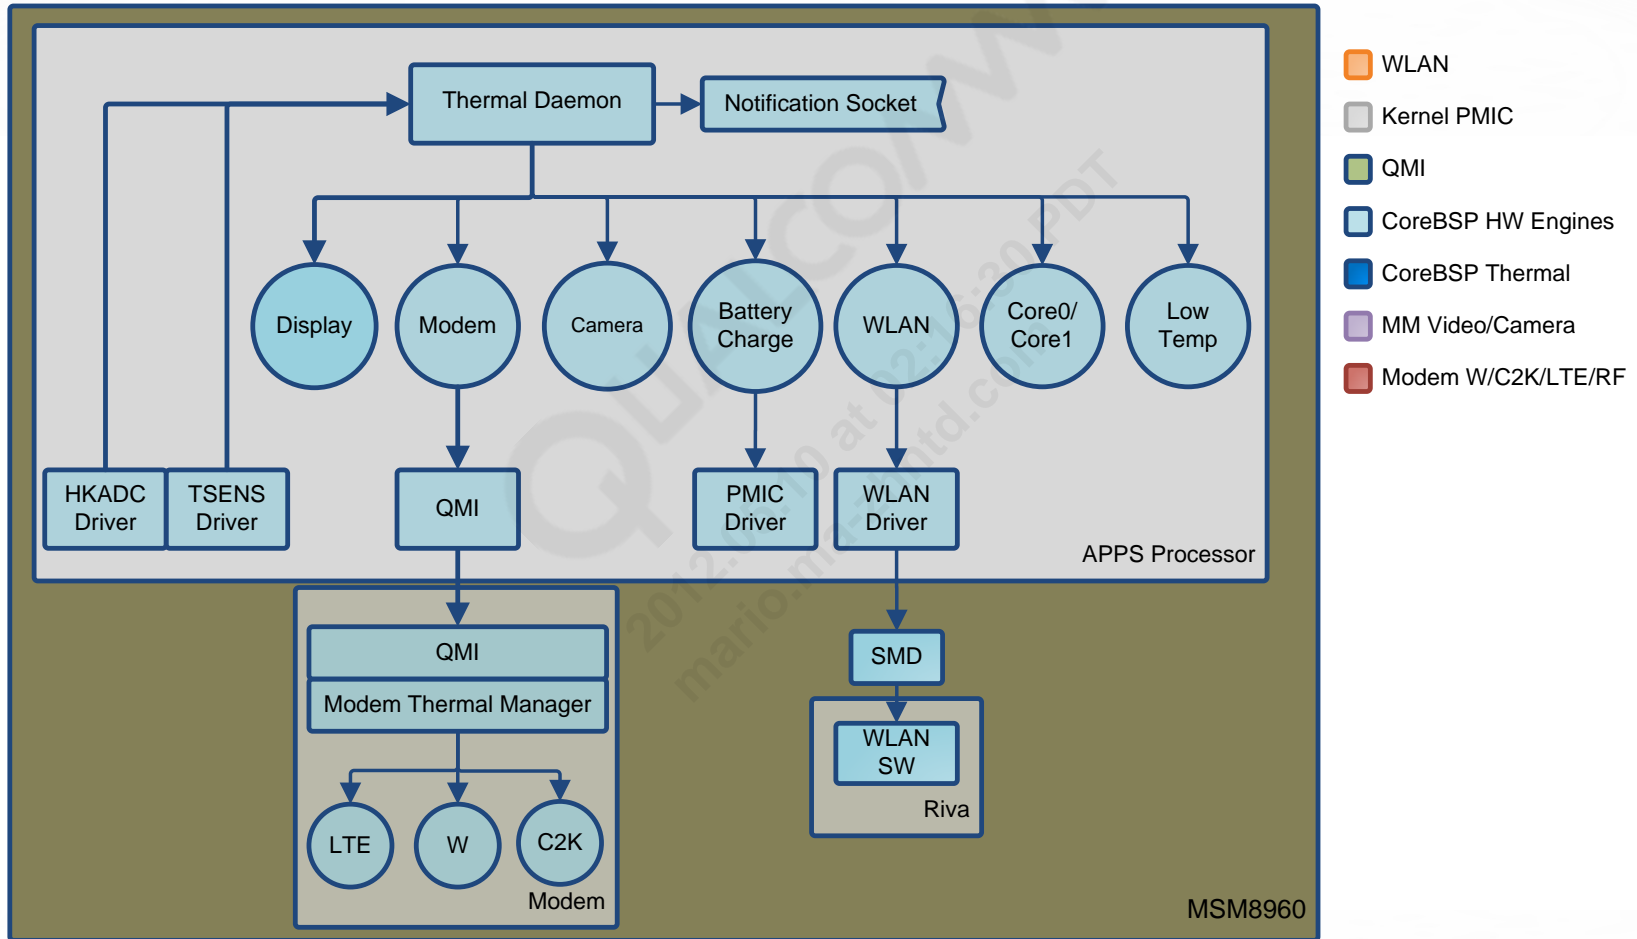 Thermal Daemon
Notification Socket
Display
Modem
Camera
Battery
Charge
WLAN
Core0/
Core1
Low
Temp
HKADC
Driver
TSENS
Driver
QMI
PMIC
Driver
WLAN
Driver
APPS Processor
QMI
Modem Thermal Manager
LTE
W
C2K
Modem
SMD
WLAN
SW
Riva
MSM8960
WLAN
Kernel PMIC
QMI
CoreBSP HW Engines
CoreBSP Thermal
MM Video/Camera
Modem W/C2K/LTE/RF